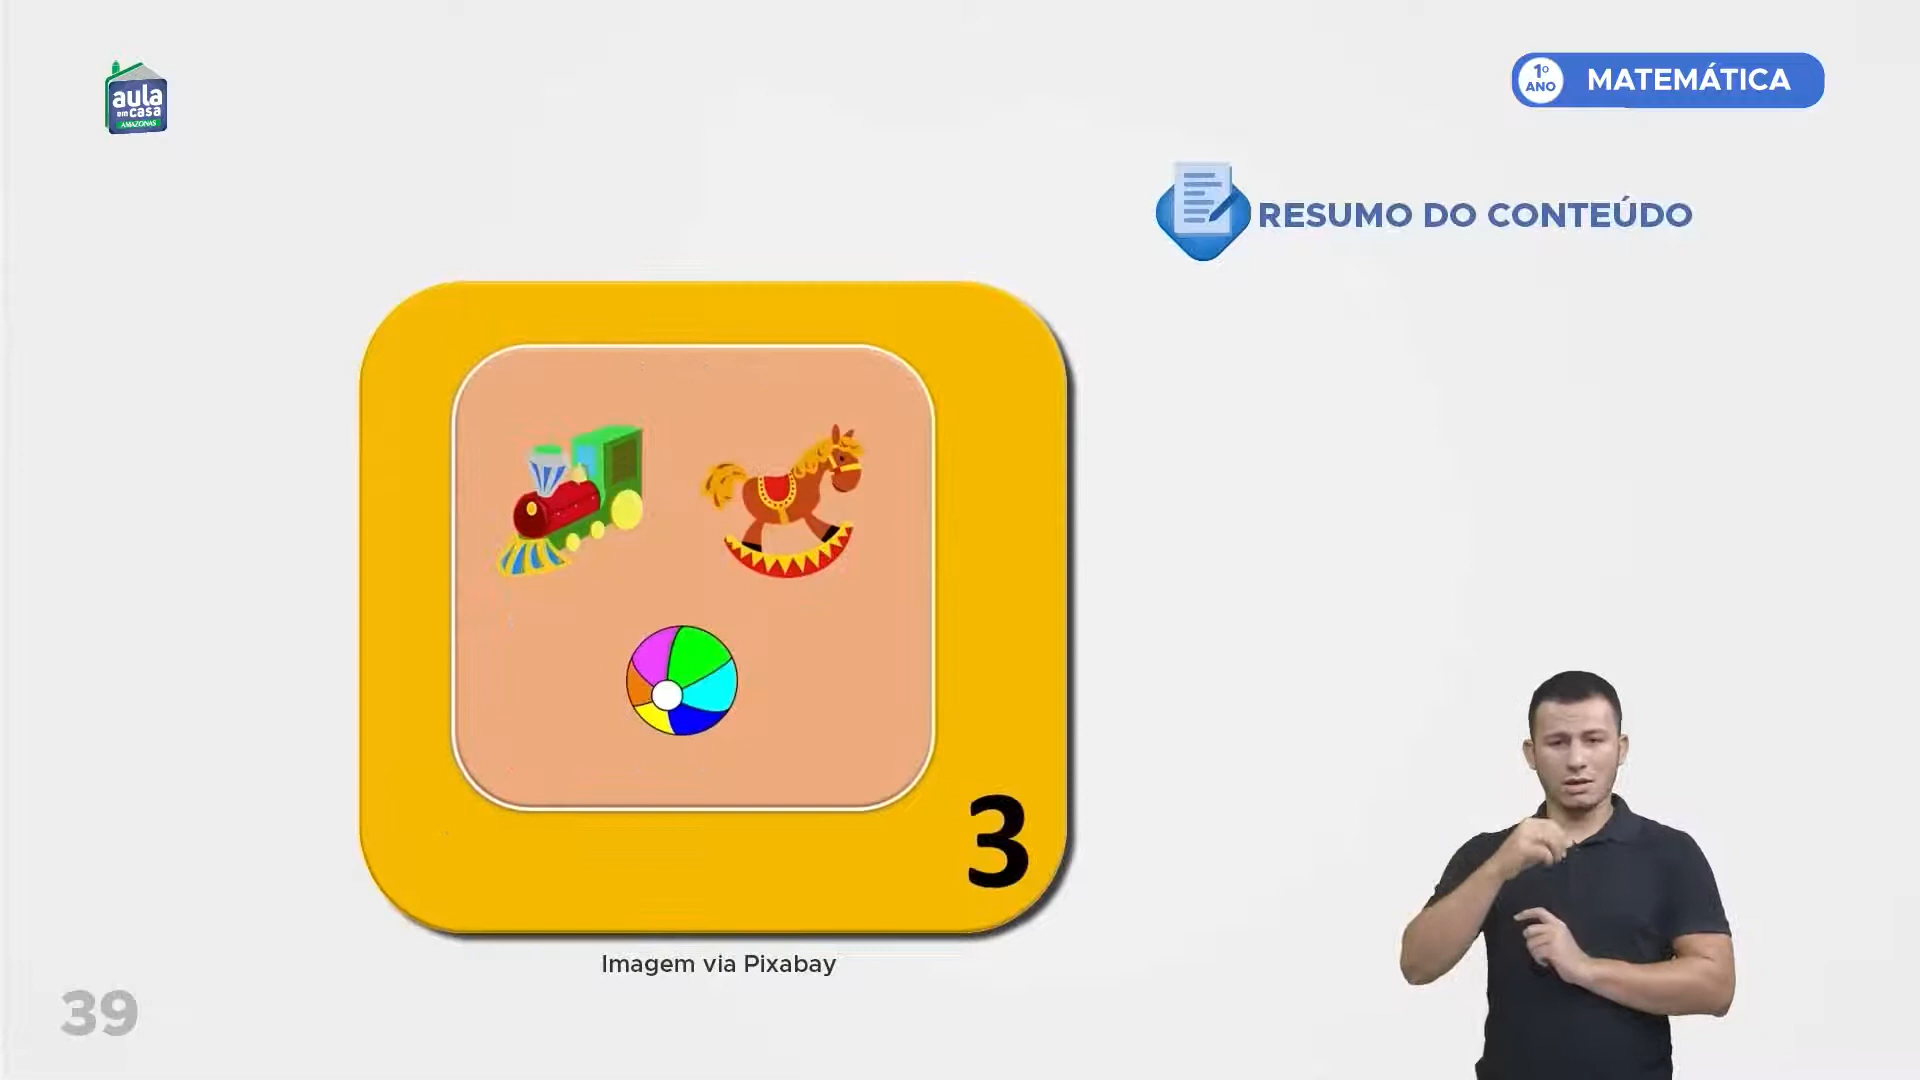 aula
em casa
AMAZONAS
1º
ANO
MATEMÁTICA
RESUMO DO CONTEÚDO
3
Imagem via Pixabay
39